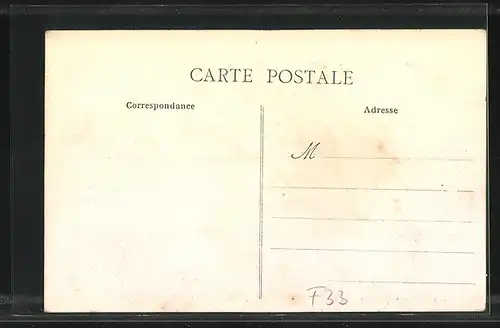 CARTE POSTALE
Correspondance
Adresse
M
F33